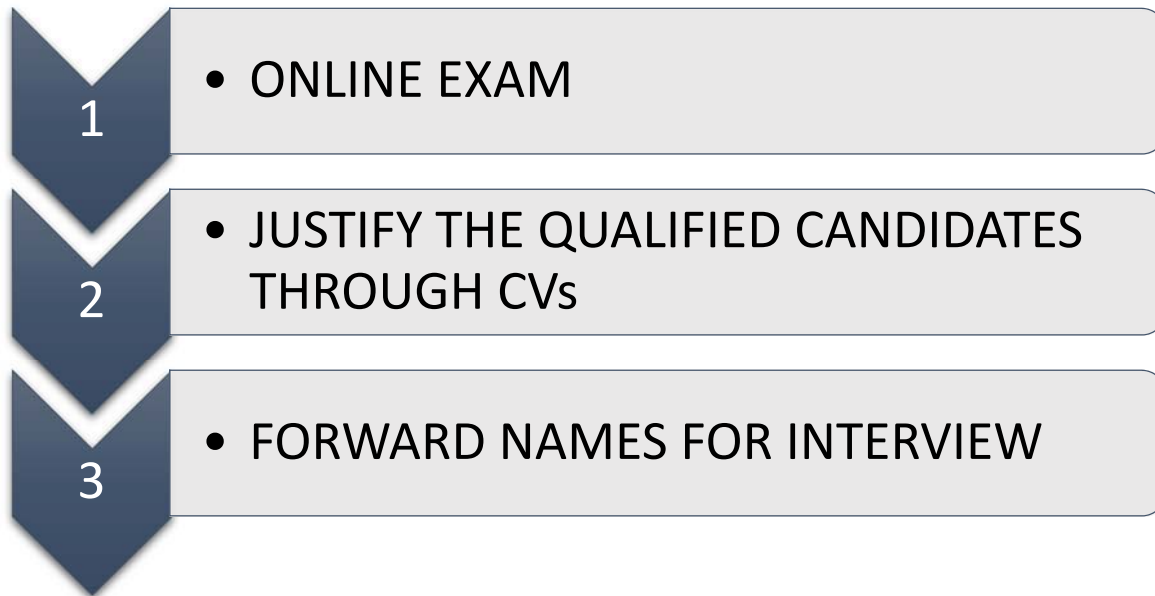 1
• ONLINE EXAM
2
• JUSTIFY THE QUALIFIED CANDIDATES
THROUGH CVs
3
• FORWARD NAMES FOR INTERVIEW